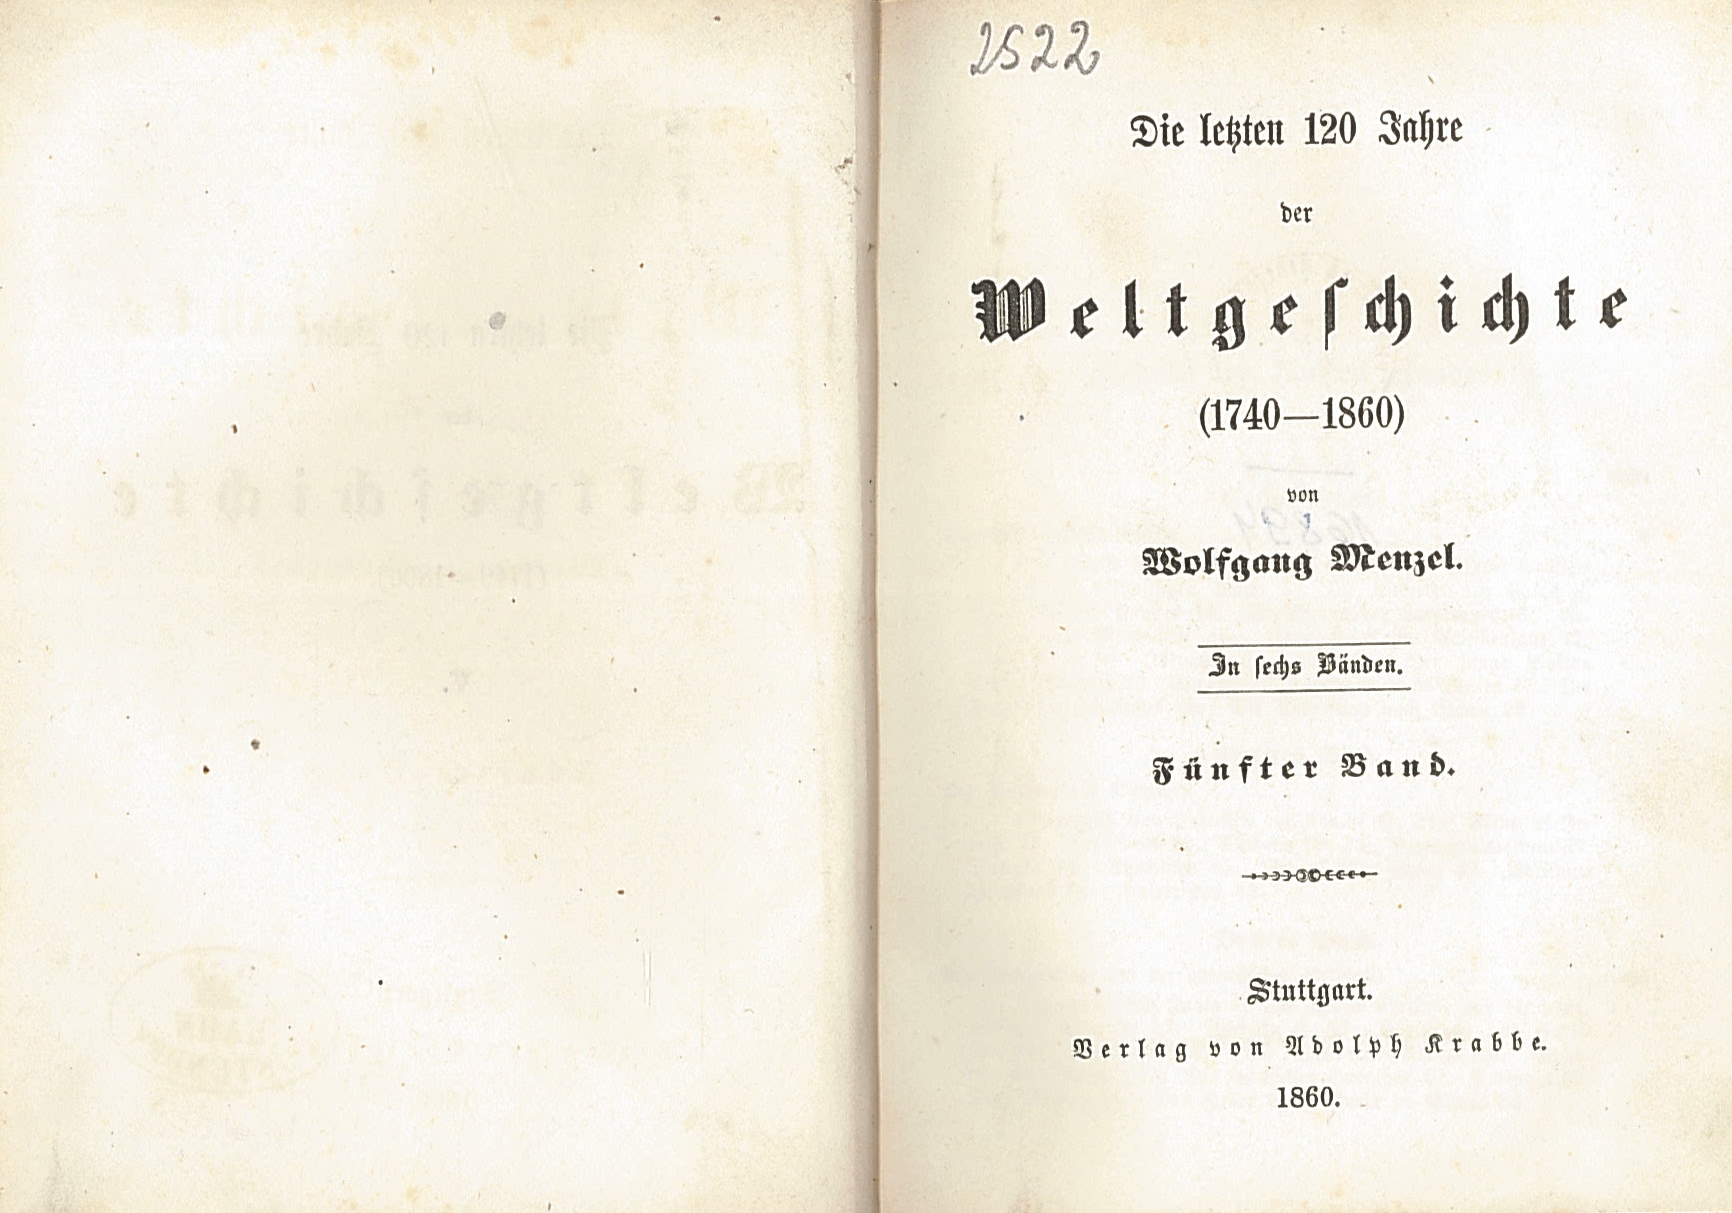 2522
Die letzten 120 Jahre
der
Weltgeſchichte
(1740—1860)
von
Wolfgang Menzel.
In ſechs Bänden.
Fünfter Band.
Stuttgart.
Verlag von Adolph Krabbe.
1860.